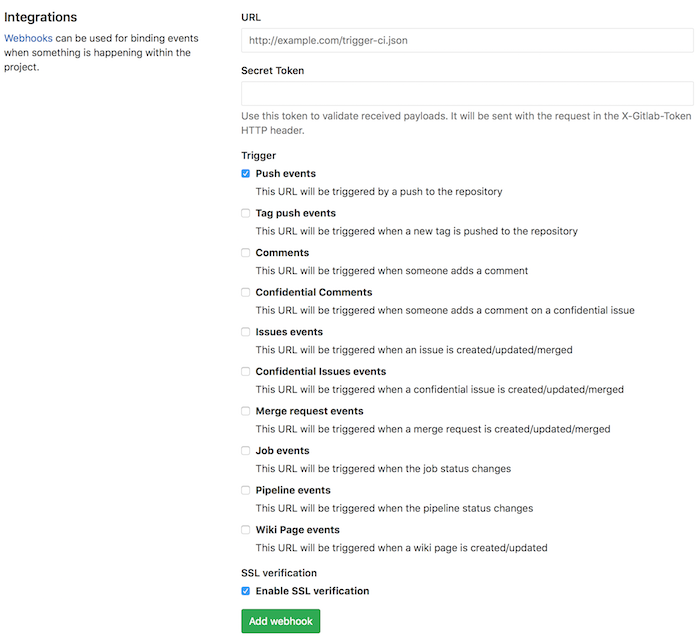 Integrations
Webhooks can be used for binding events
when something is happening within the
project.
URL
http://example.com/trigger-ci.json
Secret Token
Use this token to validate received payloads. It will be sent with the request in the X-Gitlab-Token
HTTP header.
Trigger
Push events
This URL will be triggered by a push to the repository
Tag push events
This URL will be triggered when a new tag is pushed to the repository
Comments
This URL will be triggered when someone adds a comment
Confidential Comments
This URL will be triggered when someone adds a comment on a confidential issue
Issues events
This URL will be triggered when an issue is created/updated/merged
Confidential Issues events
This URL will be triggered when a confidential issue is created/updated/merged
Merge request events
This URL will be triggered when a merge request is created/updated/merged
Job events
This URL will be triggered when the job status changes
Pipeline events
This URL will be triggered when the pipeline status changes
Wiki Page events
This URL will be triggered when a wiki page is created/updated
SSL verification
Enable SSL verification
Add webhook